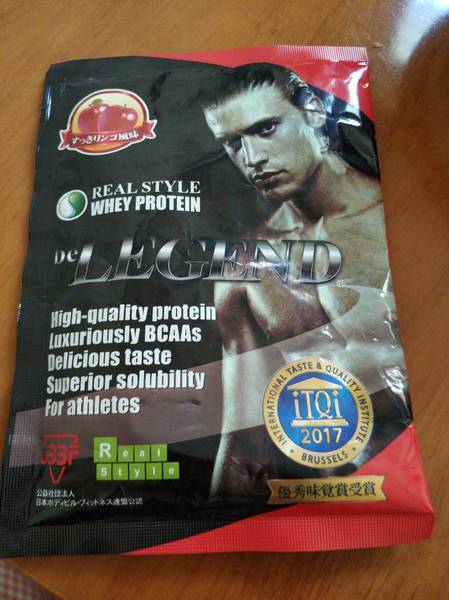 すっきリンゴ風味
REAL STYLE
WHEY PROTEIN
be LEGEND®
High-quality protein
Luxuriously BCAAs
Delicious taste
Superior solubility
For athletes
INTERNATIONAL TASTE & QUALITY INSTITUTE
iTQi
2017
BRUSSELS
JBBF
Real
Style
公益社団法人
日本ボディビル・フィットネス連盟公認
優秀味覚賞受賞